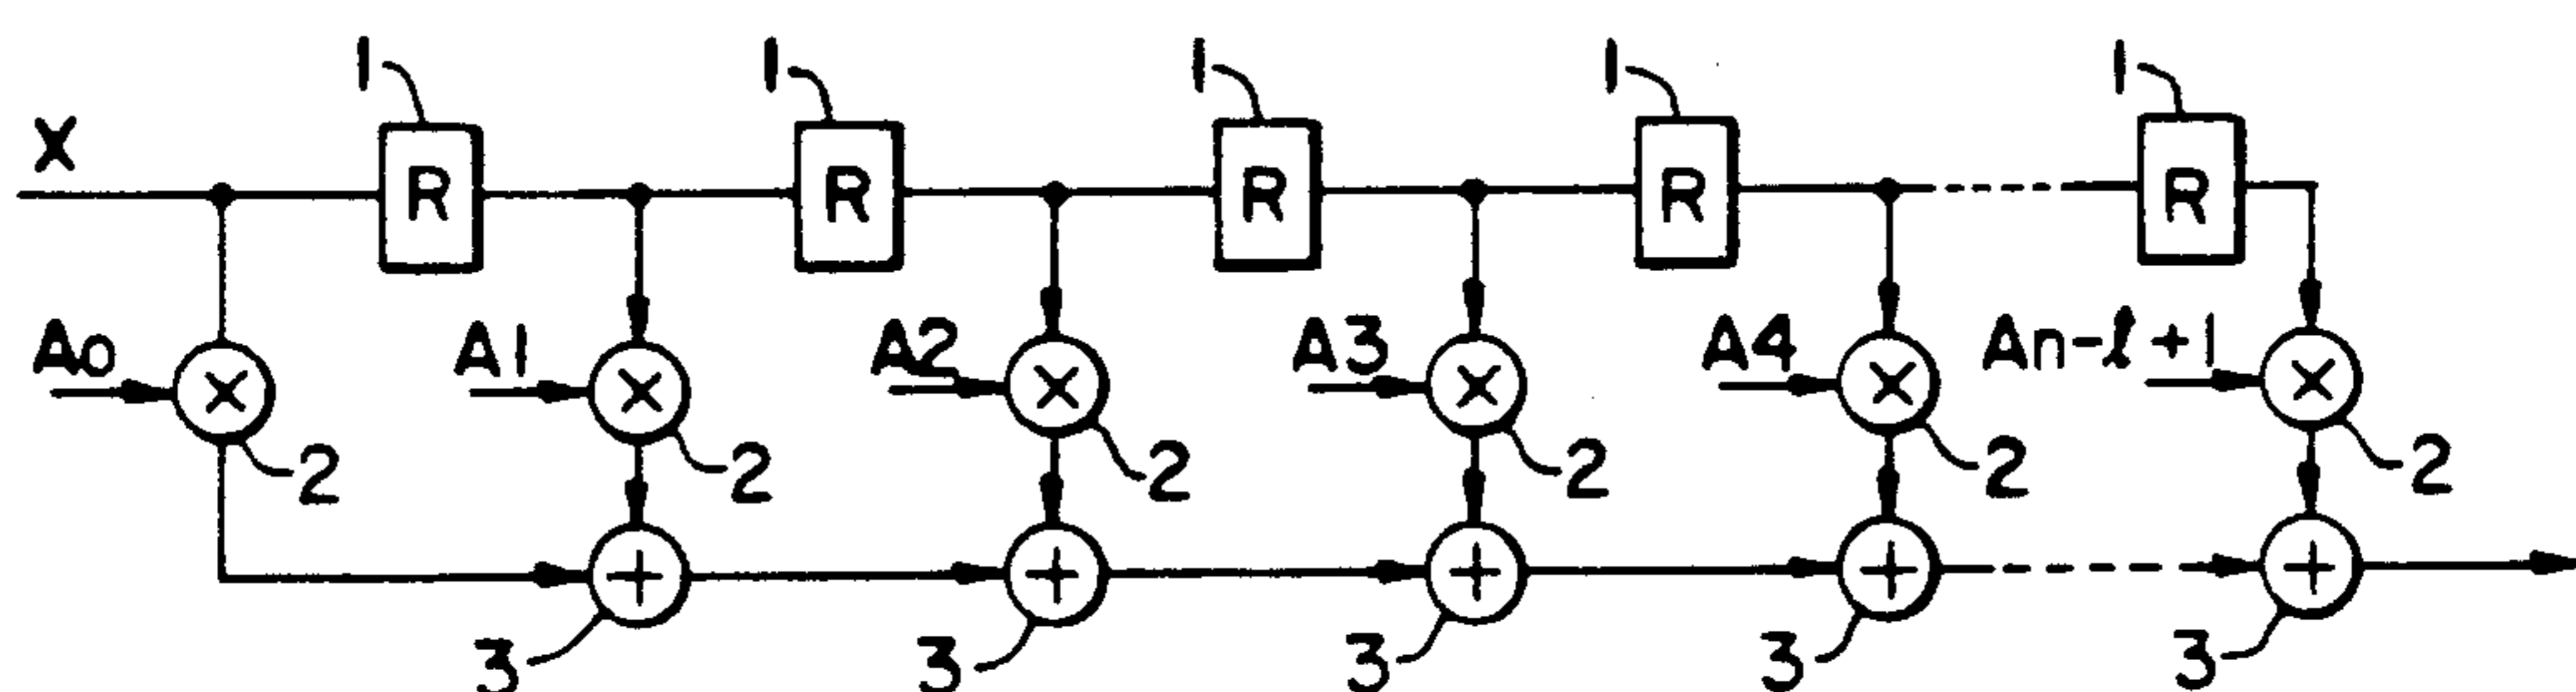 1 1 1 1 1
X R R R R R
A0 × A1 × A2 × A3 × A4 × An-ℓ+1 ×
2 2 2 2 2 2
+ + + + +
3 3 3 3 3